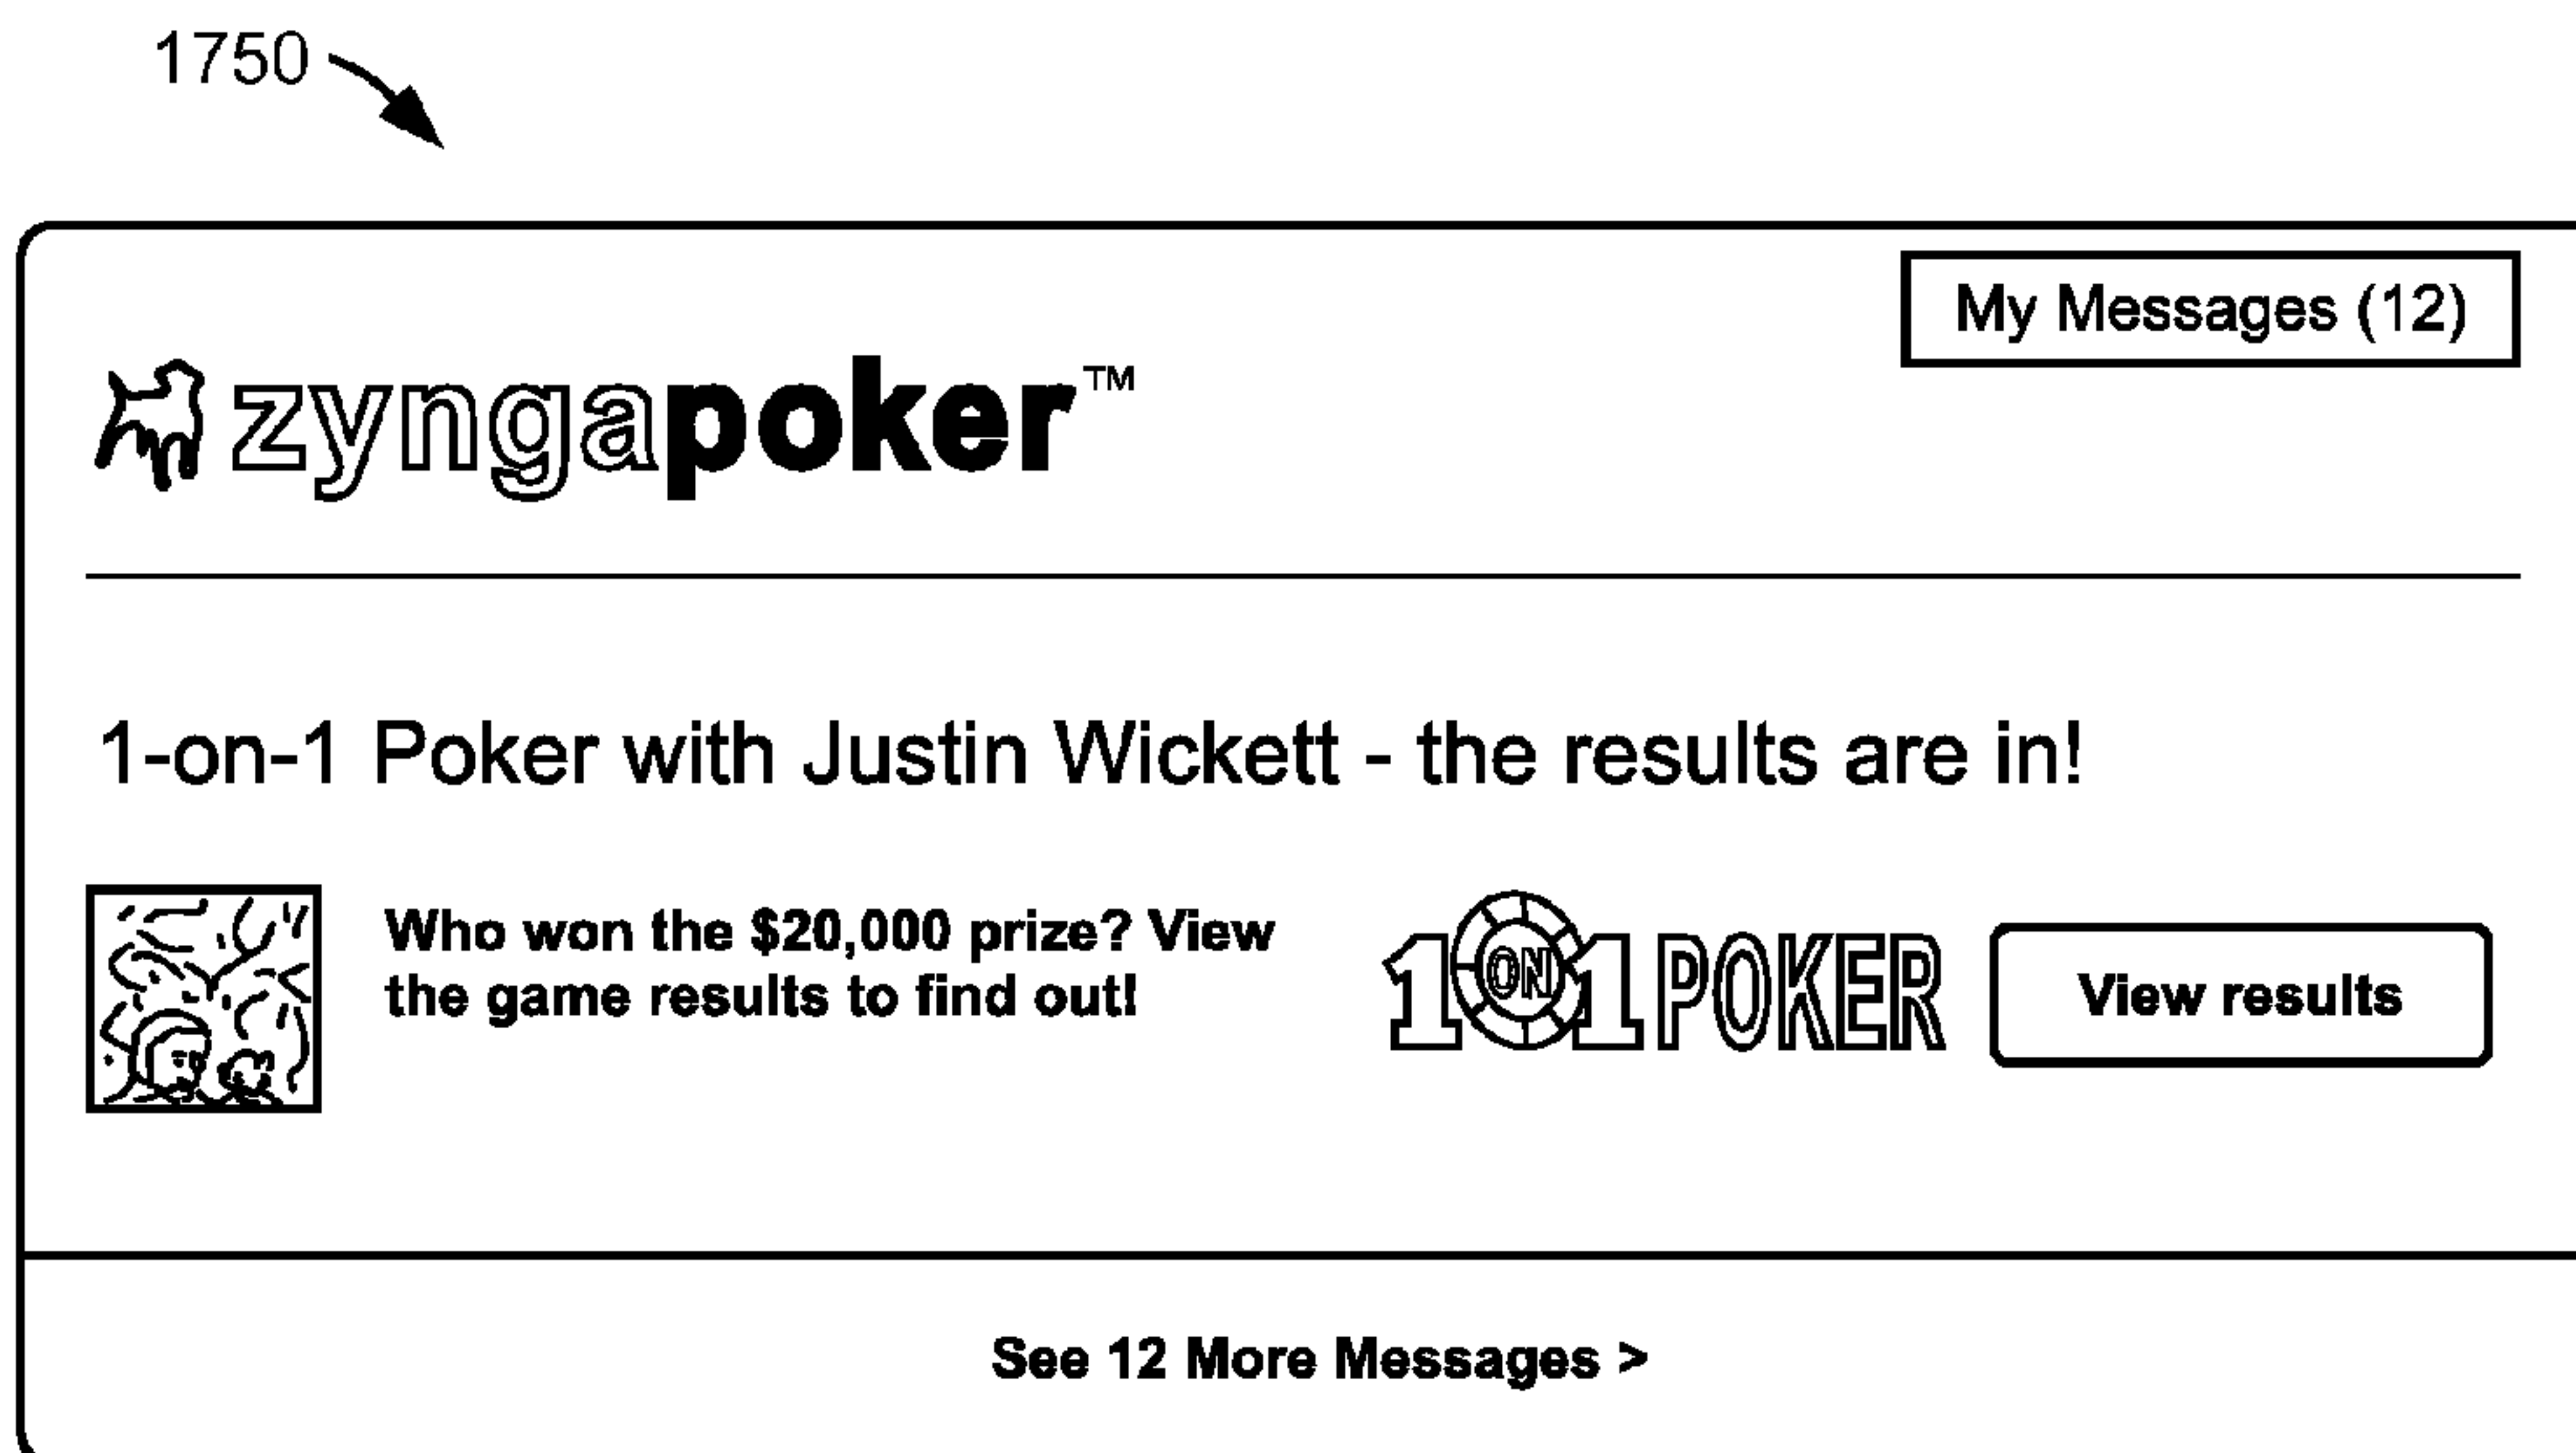 1750
My Messages (12)
zyngapoker™
1-on-1 Poker with Justin Wickett - the results are in!
Who won the $20,000 prize? View
the game results to find out!
1 ON 1 POKER
View results
See 12 More Messages >